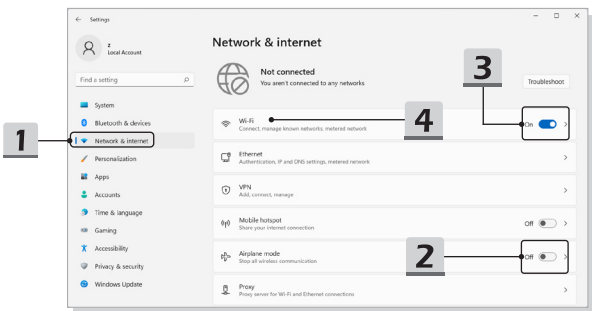 Settings
z
Local Account
Find a setting
System
Bluetooth & devices
Network & internet
Personalization
Apps
Accounts
Time & language
Gaming
Accessibility
Privacy & security
Windows Update
Network & internet
Not connected
You aren't connected to any networks
Troubleshoot
Wi-Fi
Connect, manage known networks, metered network
On
Ethernet
Authentication, IP and DNS settings, metered network
VPN
Add, connect, manage
Mobile hotspot
Share your internet connection
Off
Airplane mode
Stop all wireless communication
Off
Proxy
Proxy server for Wi-Fi and Ethernet connections
1
2
3
4